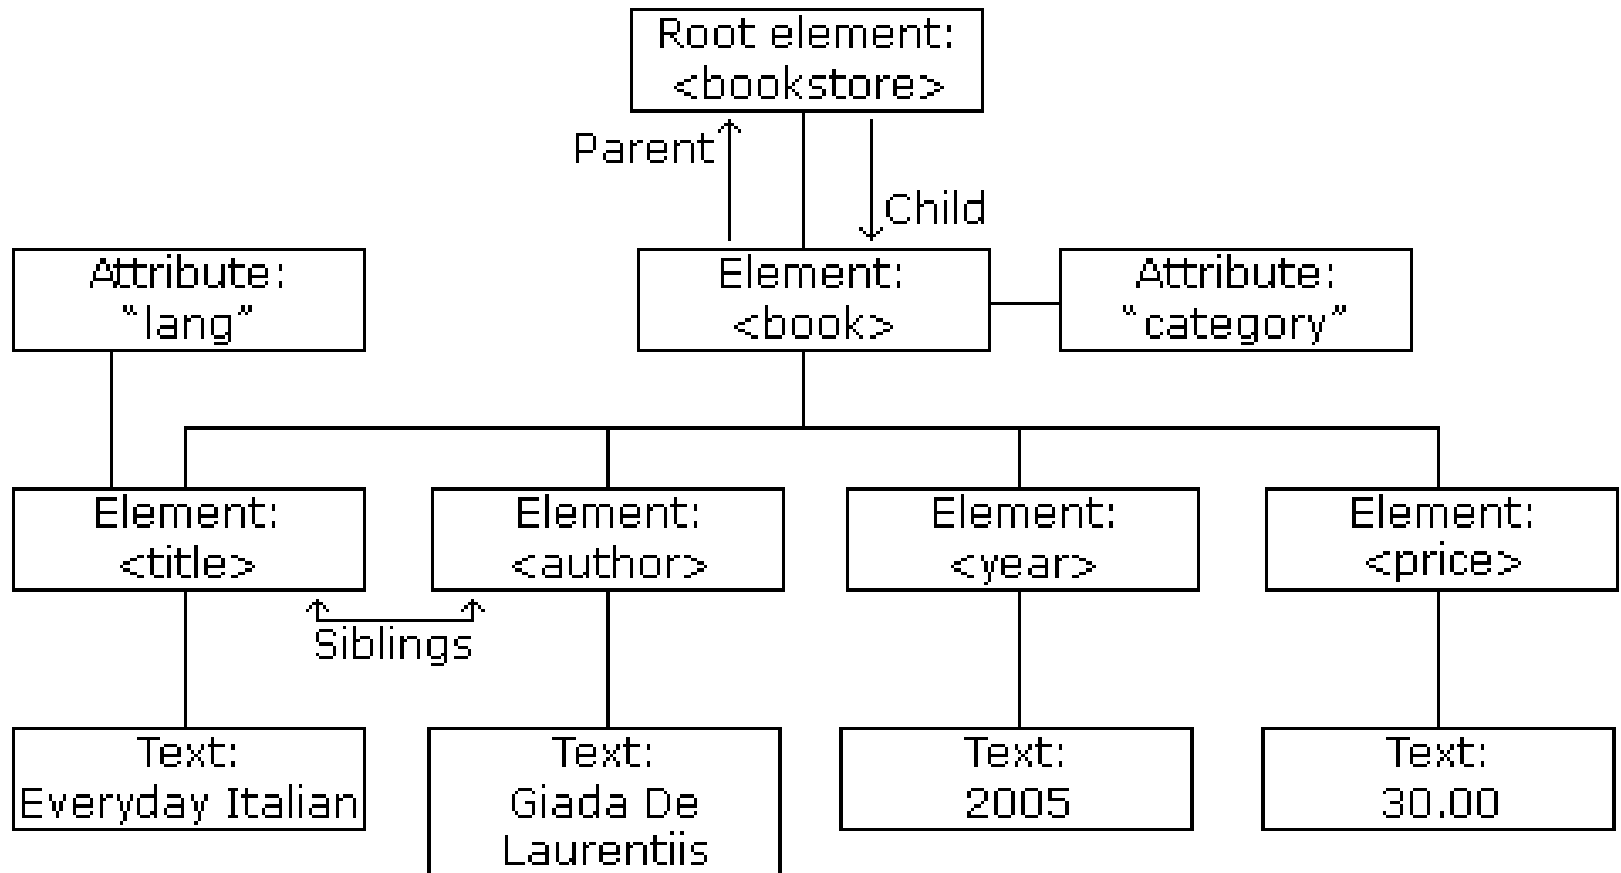 Root element:
<bookstore>
Parent
Child
Attribute:
“lang”
Element:
<book>
Attribute:
“category”
Element:
<title>
Element:
<author>
Element:
<year>
Element:
<price>
Siblings
Text:
Everyday Italian
Text:
Giada De
Laurentiis
Text:
2005
Text:
30.00